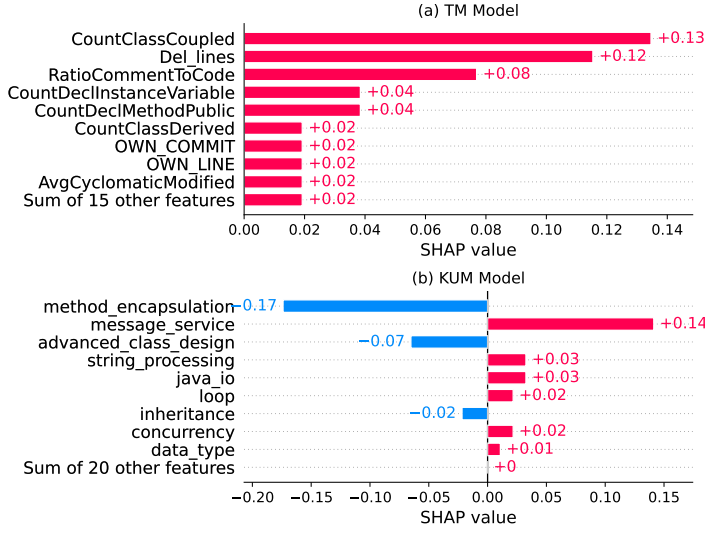 (a) TM Model
CountClassCoupled +0.13
Del_lines +0.12
RatioCommentToCode +0.08
CountDeclInstanceVariable +0.04
CountDeclMethodPublic +0.04
CountClassDerived +0.02
OWN_COMMIT +0.02
OWN_LINE +0.02
AvgCyclomaticModified +0.02
Sum of 15 other features +0.02
0.00 0.02 0.04 0.06 0.08 0.10 0.12 0.14
SHAP value
(b) KUM Model
method_encapsulation −0.17
message_service +0.14
advanced_class_design −0.07
string_processing +0.03
java_io +0.03
loop +0.02
inheritance −0.02
concurrency +0.02
data_type +0.01
Sum of 20 other features +0
−0.20 −0.15 −0.10 −0.05 0.00 0.05 0.10 0.15
SHAP value